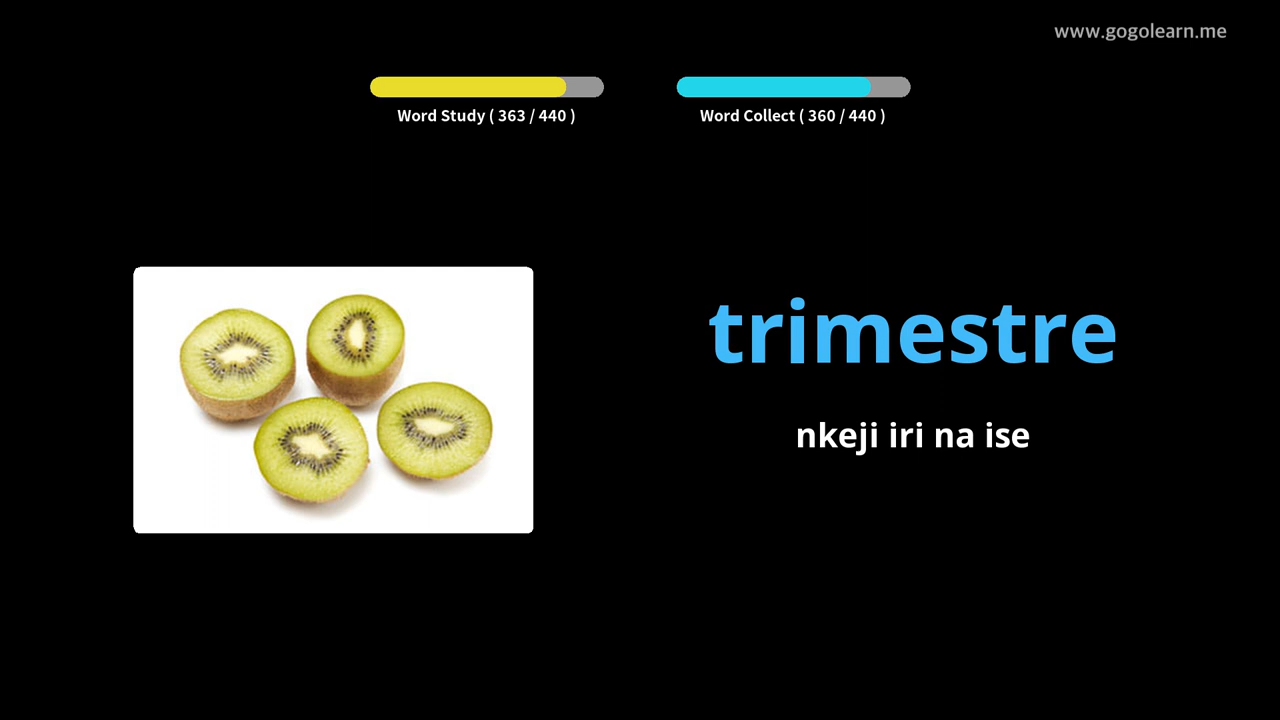 www.gogolearn.me
Word Study ( 363 / 440 )
Word Collect ( 360 / 440 )
trimestre
nkeji iri na ise